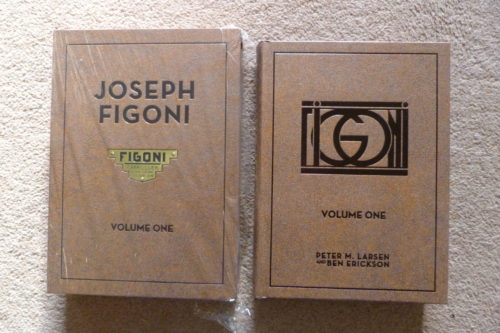 JOSEPH
FIGONI
FIGONI
VOLUME ONE
FIGONI
VOLUME ONE
PETER M. LARSEN
AND BEN ERICKSON